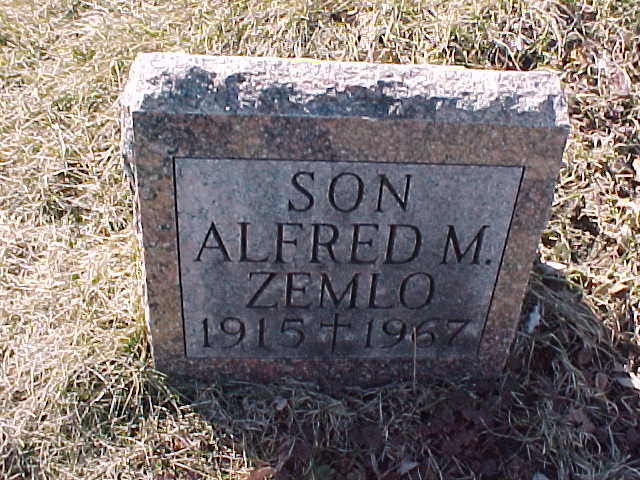 SON
ALFRED M.
ZEMLO
1915 † 1967